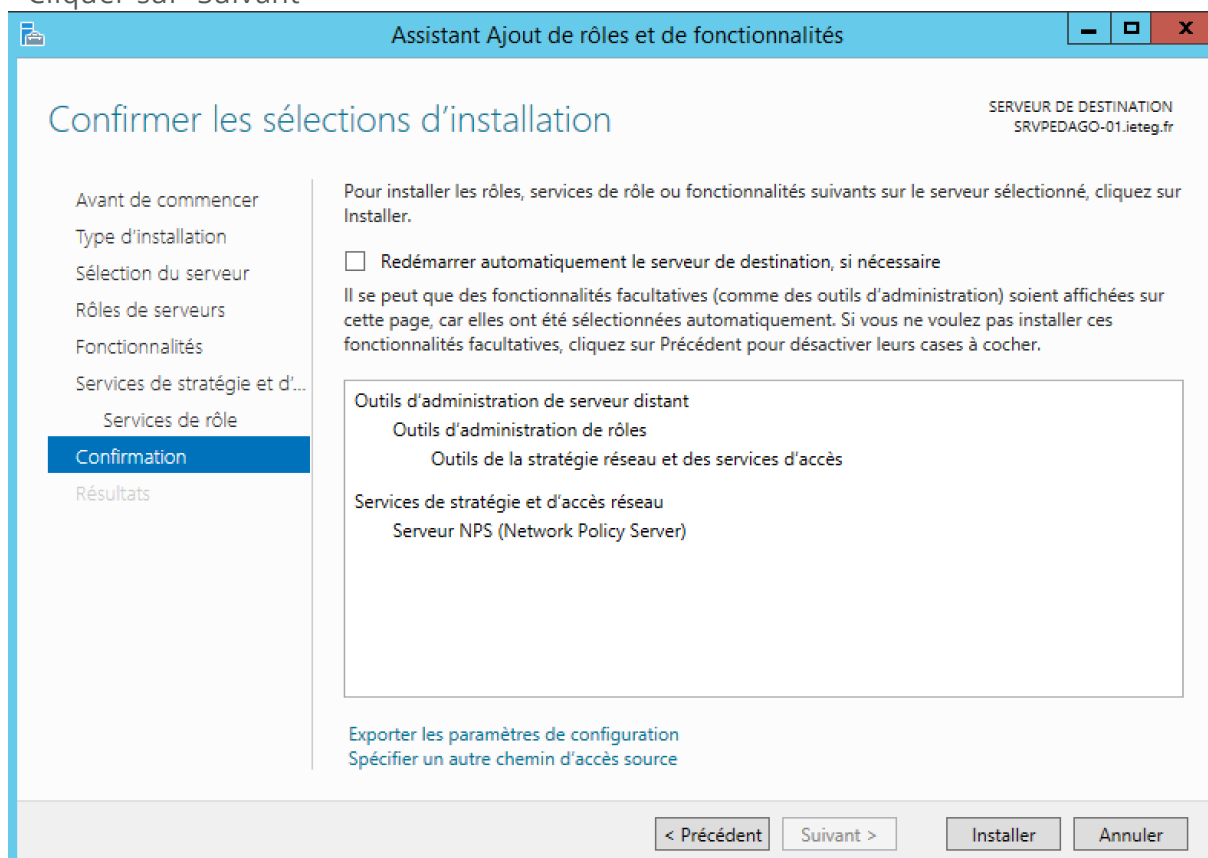 Cliquer sur "Suivant"
Assistant Ajout de rôles et de fonctionnalités
Confirmer les sélections d'installation
SERVEUR DE DESTINATION
SRVPEDAGO-01.ieteg.fr
Avant de commencer
Type d'installation
Sélection du serveur
Rôles de serveurs
Fonctionnalités
Services de stratégie et d'...
Services de rôle
Confirmation
Résultats
Pour installer les rôles, services de rôle ou fonctionnalités suivants sur le serveur sélectionné, cliquez sur
Installer.
Redémarrer automatiquement le serveur de destination, si nécessaire
Il se peut que des fonctionnalités facultatives (comme des outils d'administration) soient affichées sur
cette page, car elles ont été sélectionnées automatiquement. Si vous ne voulez pas installer ces
fonctionnalités facultatives, cliquez sur Précédent pour désactiver leurs cases à cocher.
Outils d'administration de serveur distant
Outils d'administration de rôles
Outils de la stratégie réseau et des services d'accès
Services de stratégie et d'accès réseau
Serveur NPS (Network Policy Server)
Exporter les paramètres de configuration
Spécifier un autre chemin d'accès source
< Précédent
Suivant >
Installer
Annuler